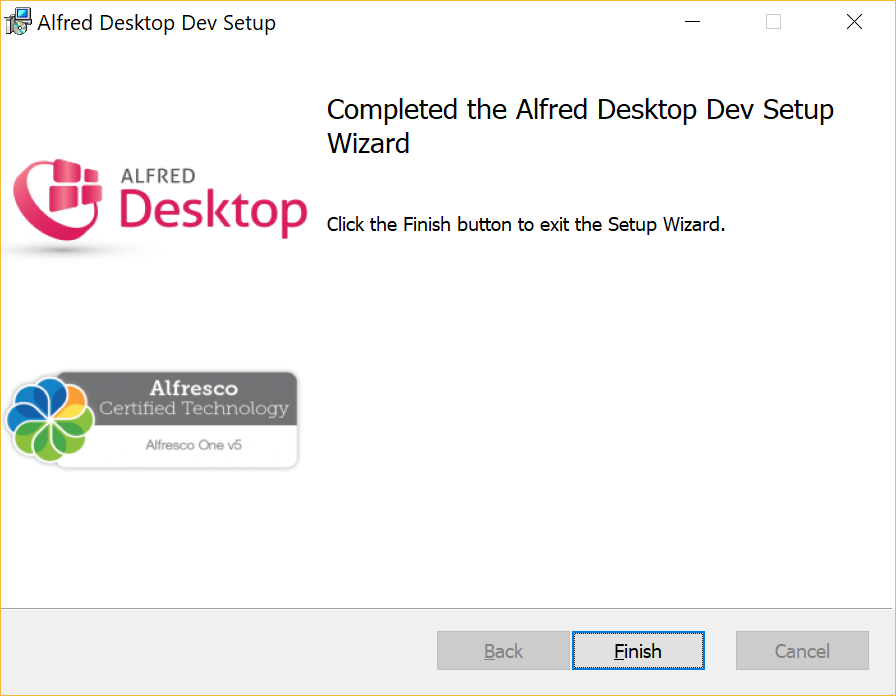 Alfred Desktop Dev Setup
Completed the Alfred Desktop Dev Setup
Wizard
ALFRED
Desktop
Click the Finish button to exit the Setup Wizard.
Alfresco
Certified Technology
Alfresco One v5
Back
Finish
Cancel